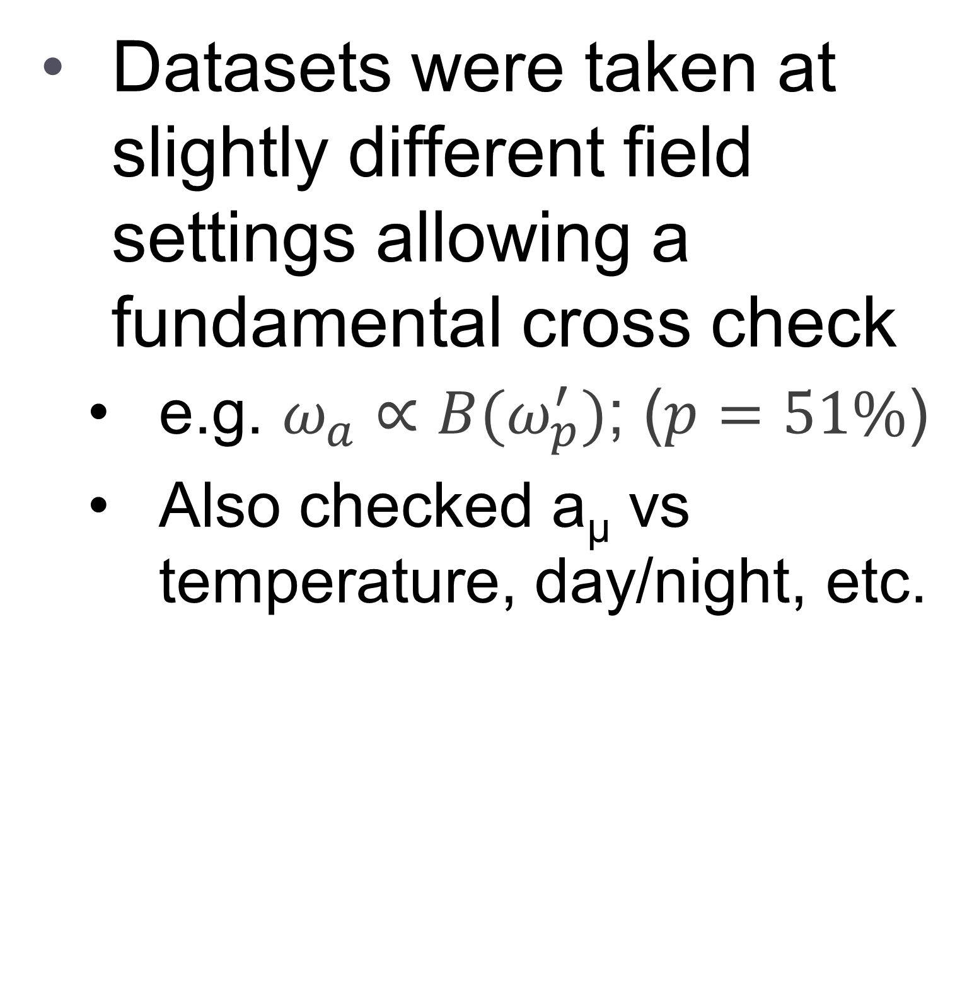 • Datasets were taken at
slightly different field
settings allowing a
fundamental cross check
• e.g. ωₐ ∝ B(ω′ₚ); (p = 51%)
• Also checked aμ vs
temperature, day/night, etc.